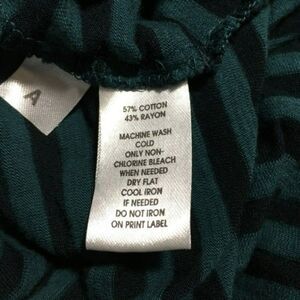 A
57% COTTON
43% RAYON
MACHINE WASH
COLD
ONLY NON-
CHLORINE BLEACH
WHEN NEEDED
DRY FLAT
COOL IRON
IF NEEDED
DO NOT IRON
ON PRINT LABEL